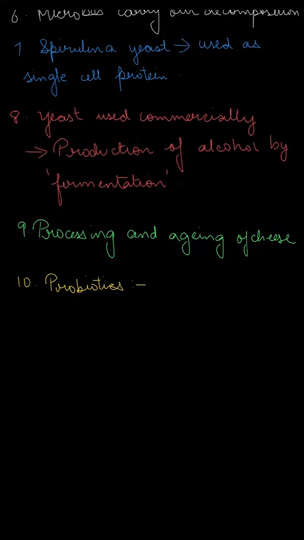 6. Microbes carry out decomposition
7. Spirulina yeast → used as
single cell protein.
8. Yeast used commercially
→ Production of alcohol by
'fermentation'
9. Processing and ageing of cheese
10. Probiotics :-